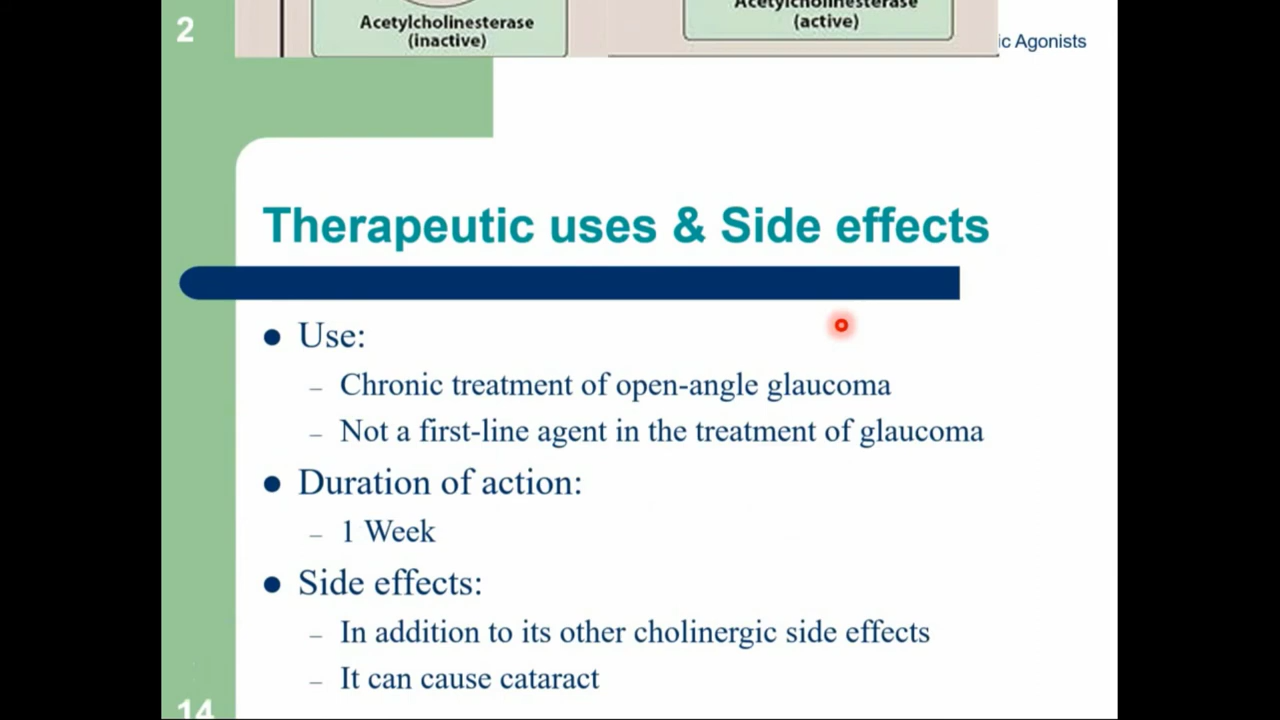 2
Acetylcholinesterase
(inactive)
Acetylcholinesterase
(active)
ic Agonists
Therapeutic uses & Side effects
● Use:
– Chronic treatment of open-angle glaucoma
– Not a first-line agent in the treatment of glaucoma
● Duration of action:
– 1 Week
● Side effects:
– In addition to its other cholinergic side effects
– It can cause cataract
14